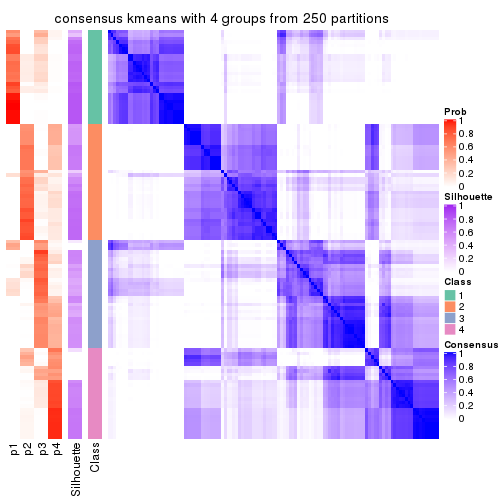 consensus kmeans with 4 groups from 250 partitions
Prob
1
0.8
0.6
0.4
0.2
0
Silhouette
1
0.8
0.6
0.4
0.2
0
Class
1
2
3
4
Consensus
1
0.8
0.6
0.4
0.2
0
p1
p2
p3
p4
Silhouette
Class